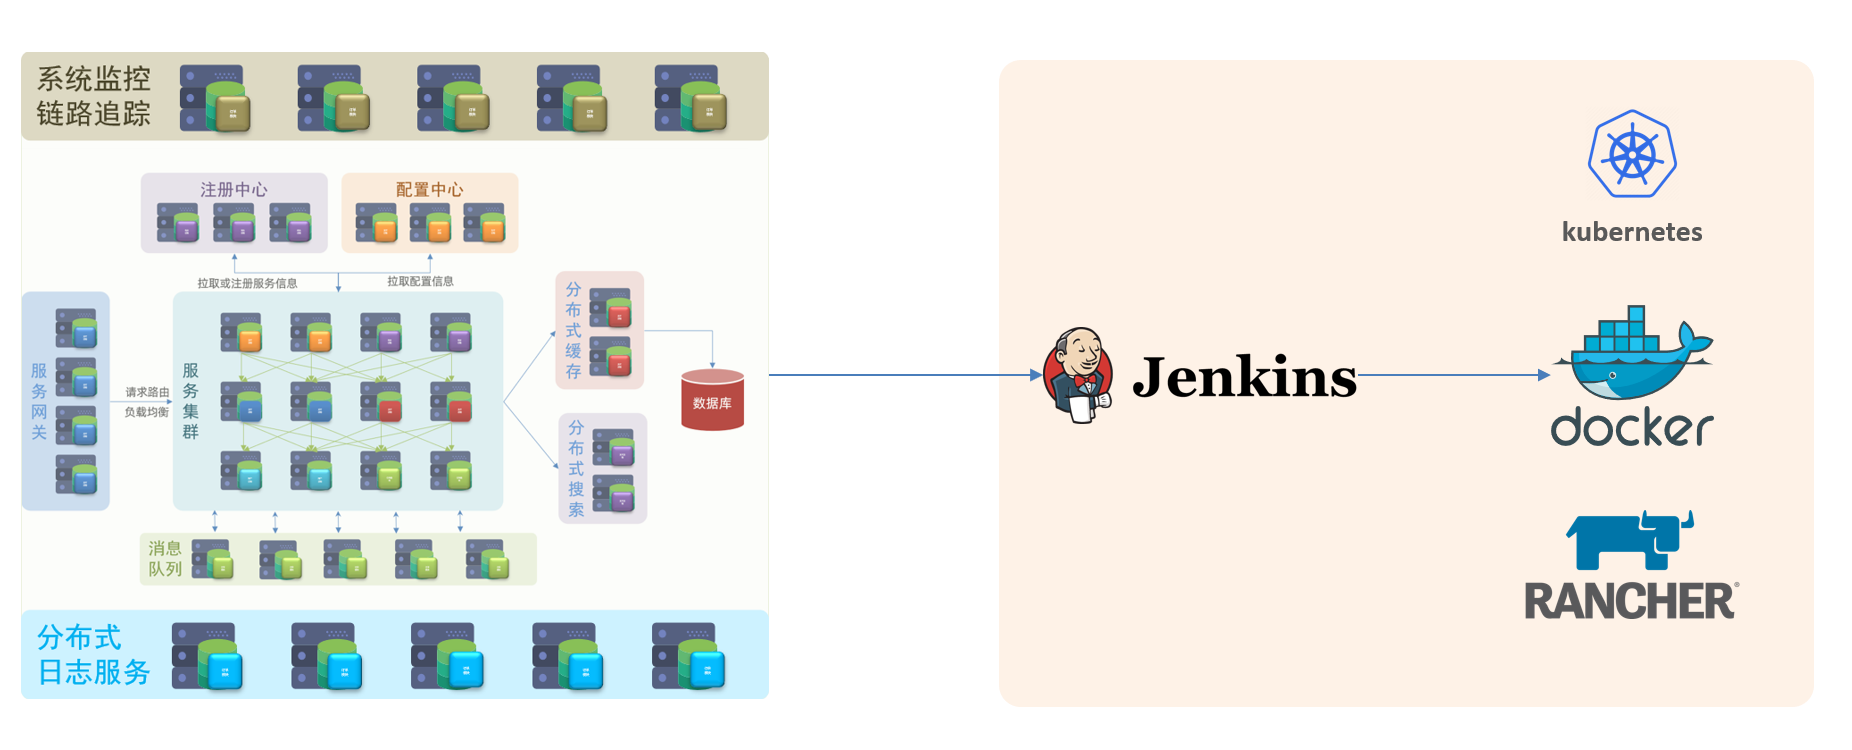 系统监控
链路追踪
注册中心
配置中心
拉取或注册服务信息
拉取配置信息
服务网关
请求路由
负载均衡
服务集群
分布式缓存
数据库
分布式搜索
消息
队列
分布式
日志服务
kubernetes
Jenkins
docker
RANCHER®